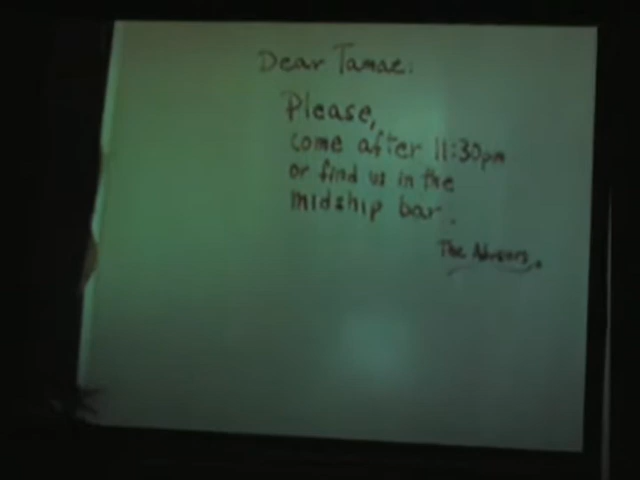 Dear Tamae:
Please,
come after 11:30pm
or find us in the
midship bar.
The Advisors.